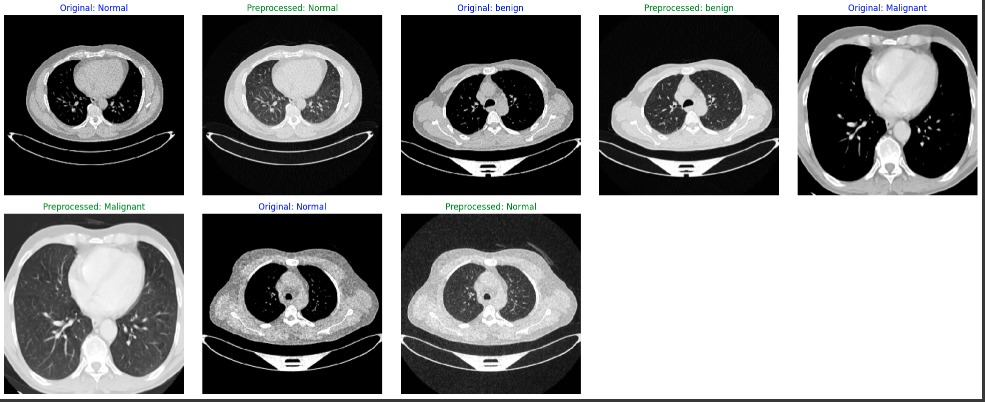 Original: Normal
Preprocessed: Normal
Original: benign
Preprocessed: benign
Original: Malignant
Preprocessed: Malignant
Original: Normal
Preprocessed: Normal